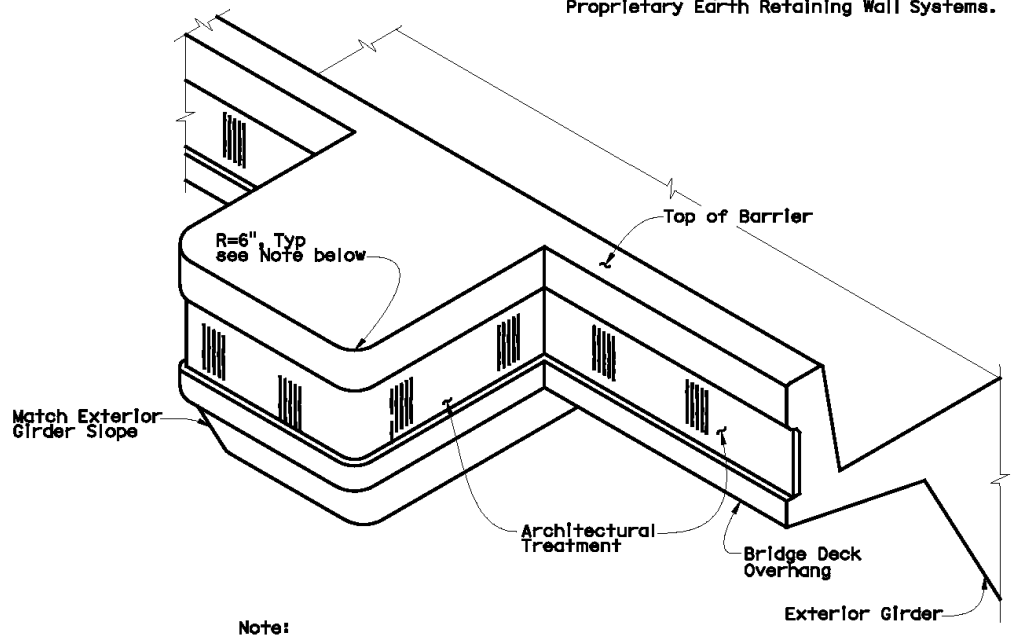 Proprietary Earth Retaining Wall Systems.
Top of Barrier
R=6", Typ
see Note below
Match Exterior
Girder Slope
Architectural
Treatment
Bridge Deck
Overhang
Exterior Girder
Note: